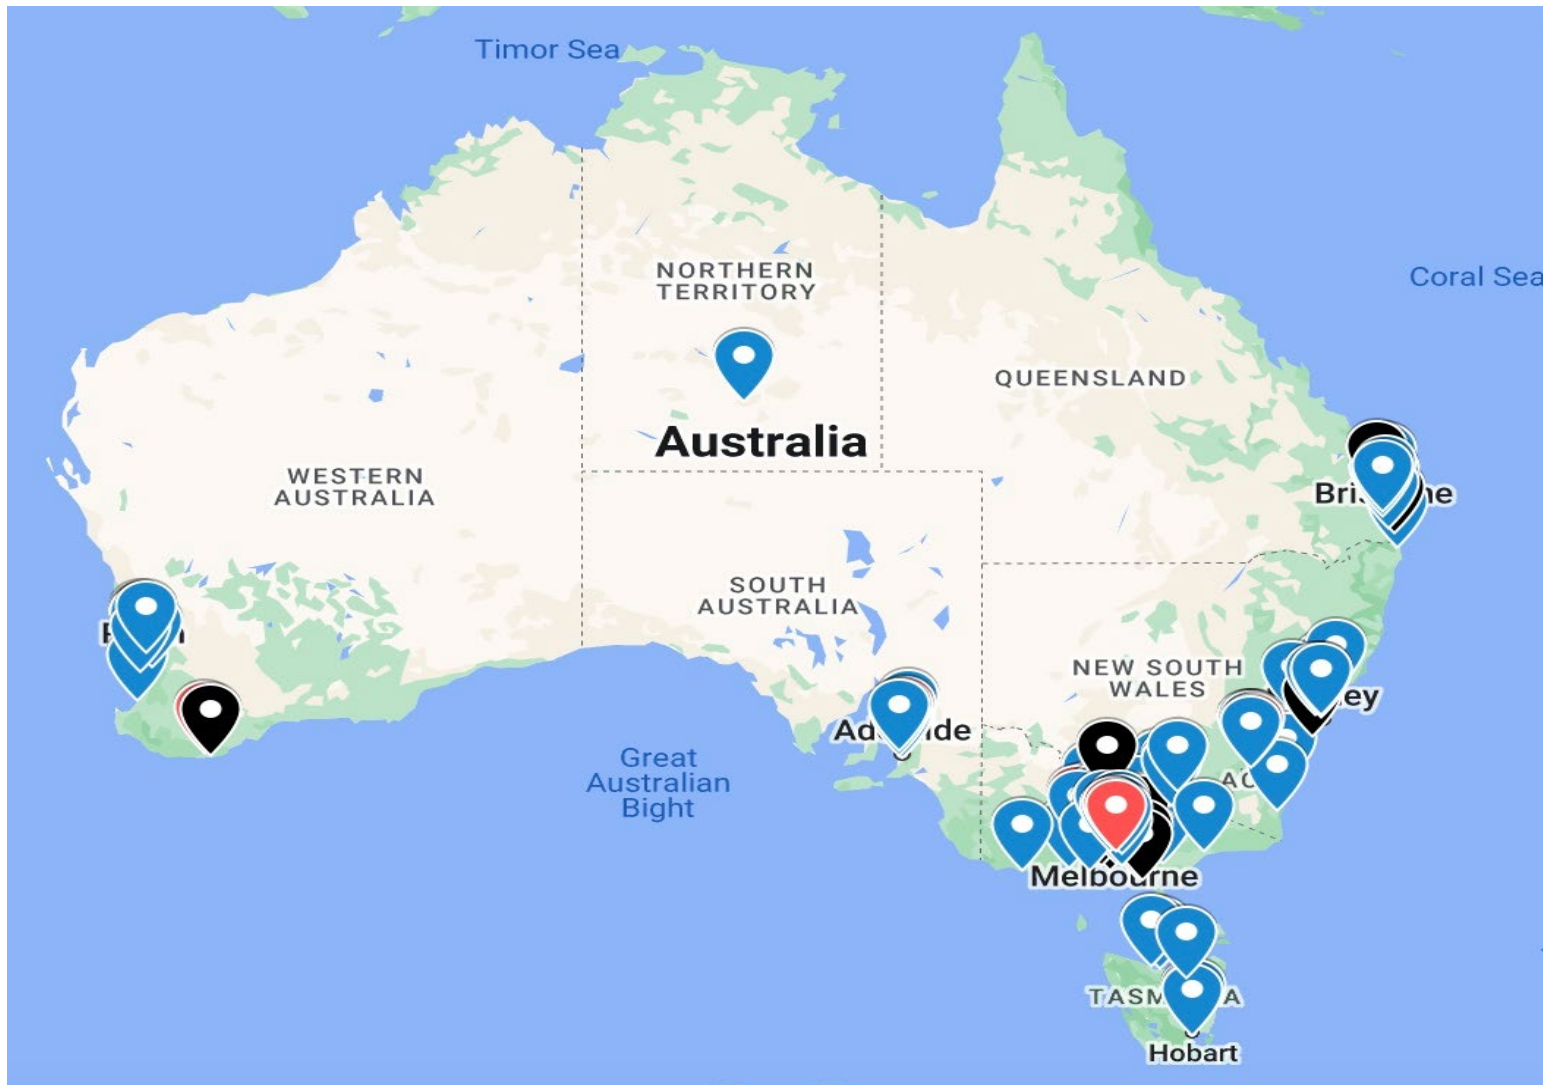 Timor Sea
NORTHERN
TERRITORY
Coral Sea
QUEENSLAND
Australia
WESTERN
AUSTRALIA
SOUTH
AUSTRALIA
NEW SOUTH
WALES
Great
Australian
Bight
Melbourne
Hobart